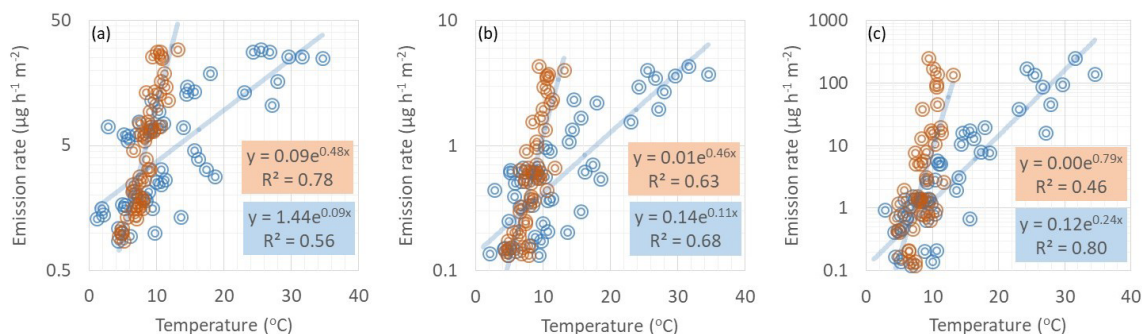 (a)
Emission rate (µg h-1 m-2)
50
5
0.5
y = 0.09e^0.48x
R² = 0.78
y = 1.44e^0.09x
R² = 0.56
0 10 20 30 40
Temperature (°C)
(b)
Emission rate (µg h-1 m-2)
10
1
0.1
y = 0.01e^0.46x
R² = 0.63
y = 0.14e^0.11x
R² = 0.68
0 10 20 30 40
Temperature (°C)
(c)
Emission rate (µg h-1 m-2)
1000
100
10
1
0.1
y = 0.00e^0.79x
R² = 0.46
y = 0.12e^0.24x
R² = 0.80
0 10 20 30 40
Temperature (°C)